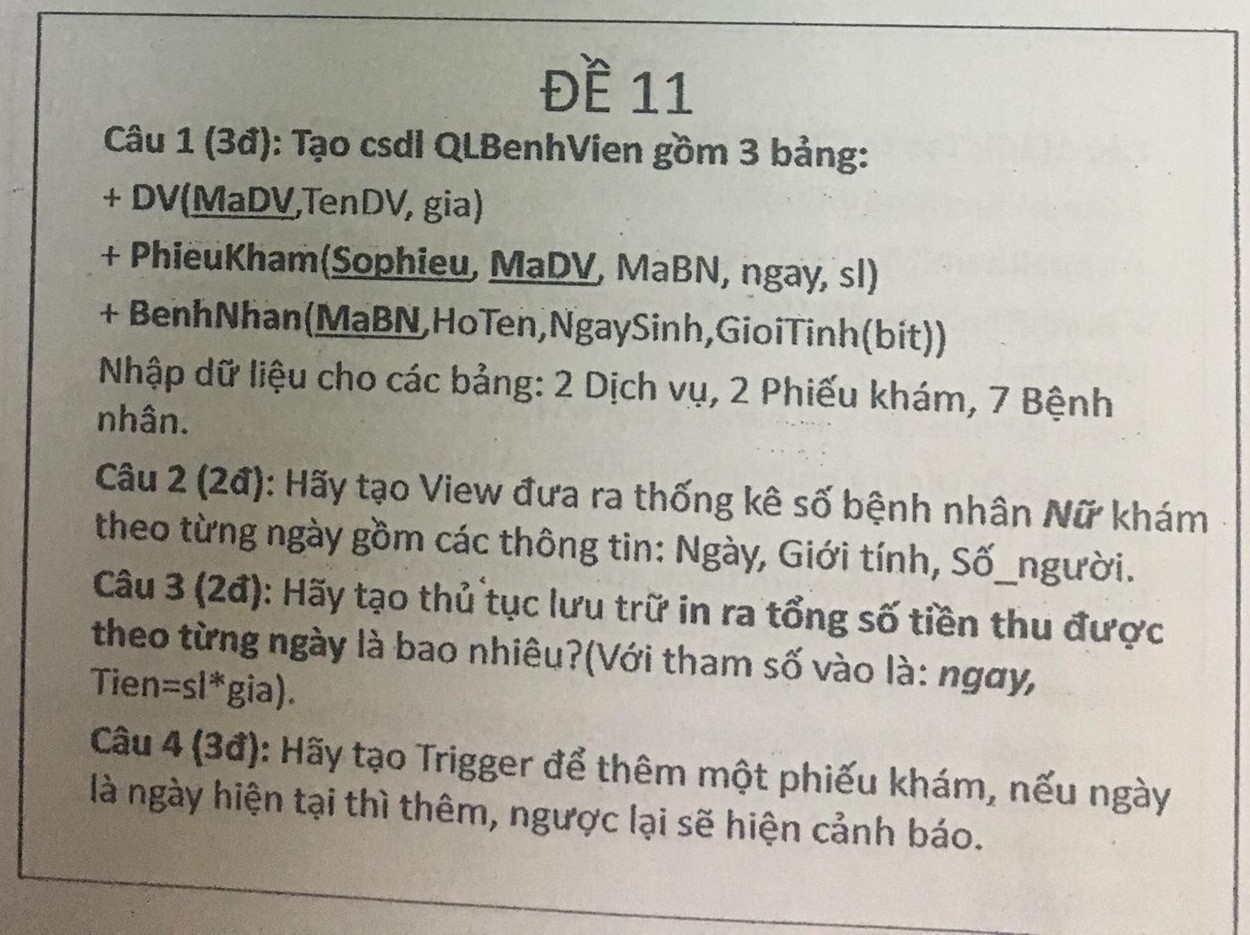 ĐỀ 11
Câu 1 (3đ): Tạo csdl QLBenhVien gồm 3 bảng:
+ DV(MaDV,TenDV, gia)
+ PhieuKham(Sophieu, MaDV, MaBN, ngay, sl)
+ BenhNhan(MaBN,HoTen,NgaySinh,GioiTinh(bit))
Nhập dữ liệu cho các bảng: 2 Dịch vụ, 2 Phiếu khám, 7 Bệnh
nhân.
Câu 2 (2đ): Hãy tạo View đưa ra thống kê số bệnh nhân Nữ khám
theo từng ngày gồm các thông tin: Ngày, Giới tính, Số_người.
Câu 3 (2đ): Hãy tạo thủ tục lưu trữ in ra tổng số tiền thu được
theo từng ngày là bao nhiêu?(Với tham số vào là: ngay,
Tien=sl*gia).
Câu 4 (3đ): Hãy tạo Trigger để thêm một phiếu khám, nếu ngày
là ngày hiện tại thì thêm, ngược lại sẽ hiện cảnh báo.